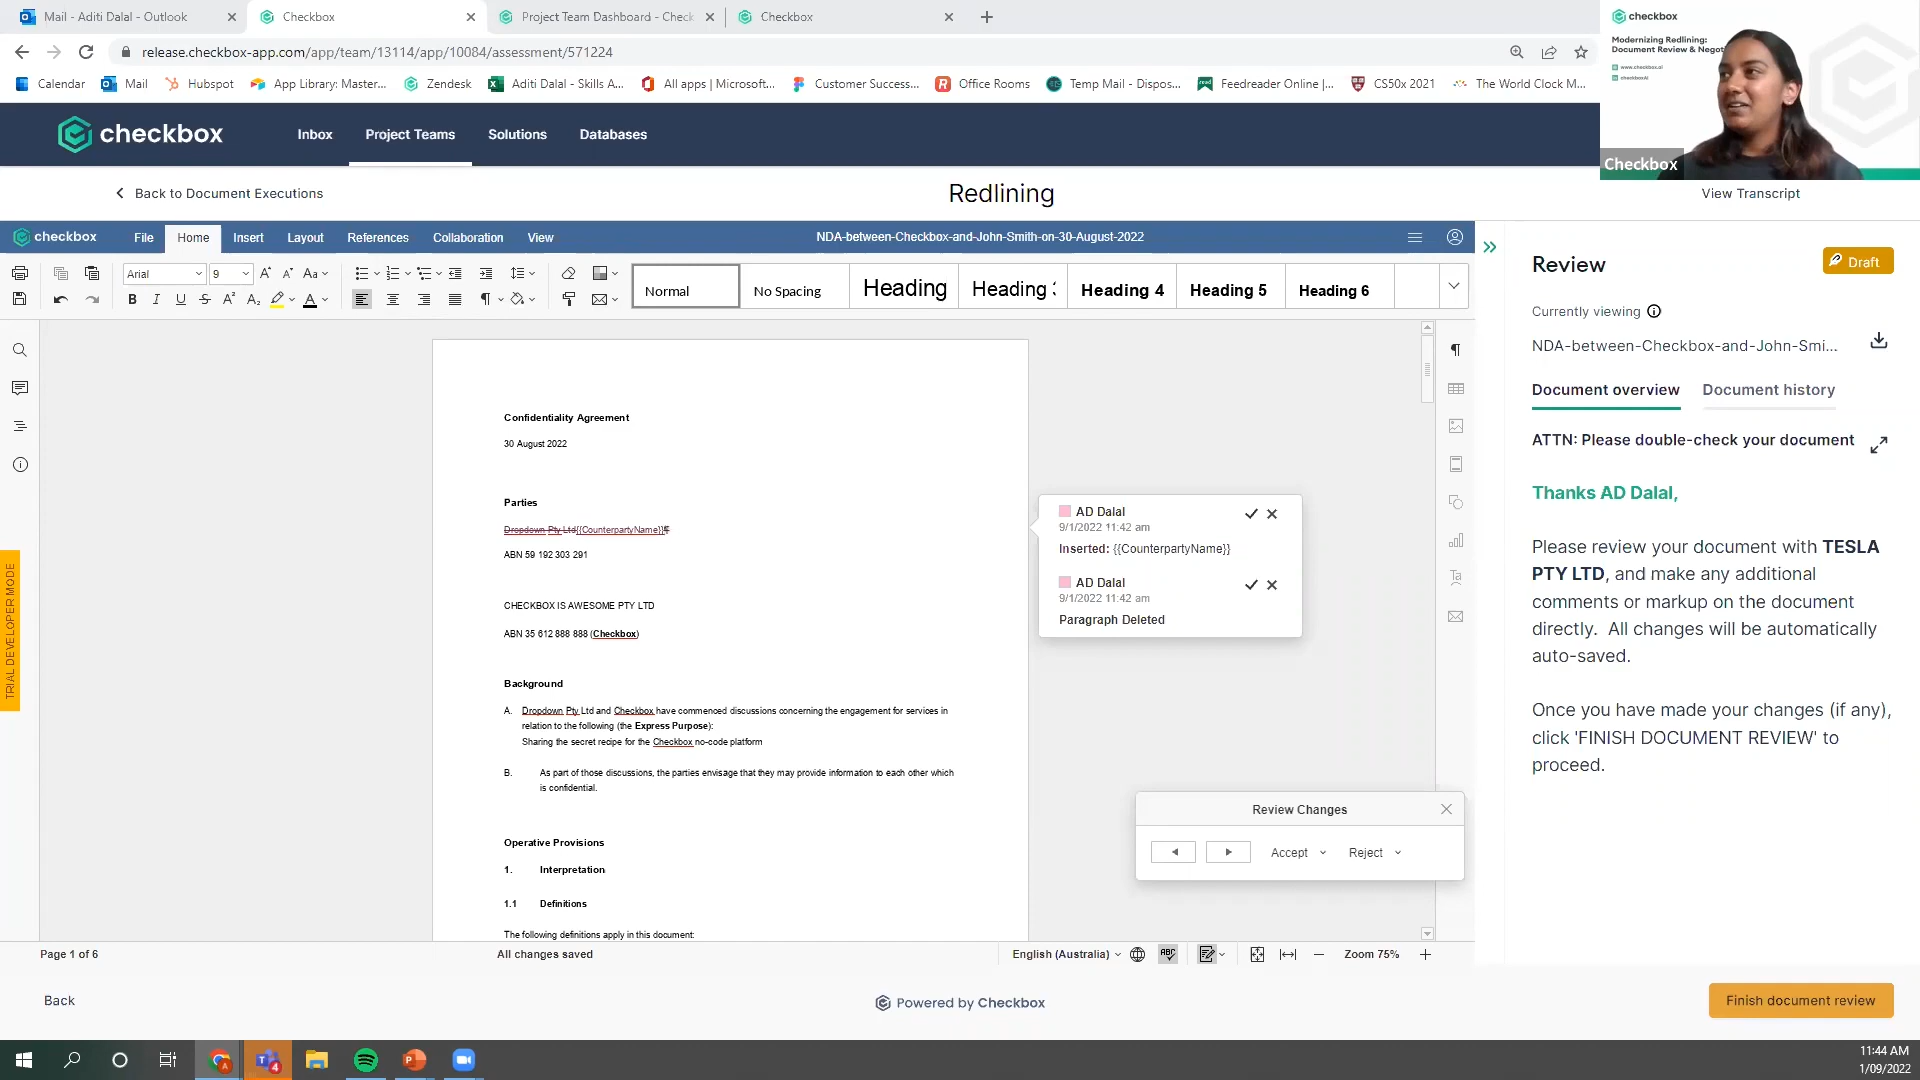 Mail - Aditi Dalal - Outlook
Checkbox
Project Team Dashboard - Check
Checkbox
release.checkbox-app.com/app/team/13114/app/10084/assessment/571224
Calendar
Mail
Hubspot
App Library: Master...
Zendesk
Aditi Dalal - Skills A...
All apps | Microsoft...
Customer Success...
Office Rooms
Temp Mail - Dispos...
Feedreader Online |...
CS50x 2021
The World Clock M...
checkbox
Modernizing Redlining:
Document Review & Negot
www.checkbox.ai
checkboxAI
Checkbox
checkbox
Inbox
Project Teams
Solutions
Databases
Back to Document Executions
Redlining
View Transcript
checkbox
File
Home
Insert
Layout
References
Collaboration
View
NDA-between-Checkbox-and-John-Smith-on-30-August-2022
Arial
9
Normal
No Spacing
Heading
Heading
Heading 4
Heading 5
Heading 6
Confidentiality Agreement
30 August 2022
Parties
Dropdown Pty Ltd{{CounterpartyName}}¶
ABN 59 192 303 291
CHECKBOX IS AWESOME PTY LTD
ABN 35 612 888 888 (Checkbox)
Background
A. Dropdown Pty Ltd and Checkbox have commenced discussions concerning the engagement for services in
relation to the following (the Express Purpose):
Sharing the secret recipe for the Checkbox no-code platform
B. As part of those discussions, the parties envisage that they may provide information to each other which
is confidential.
Operative Provisions
1. Interpretation
1.1 Definitions
The following definitions apply in this document:
AD Dalal
9/1/2022 11:42 am
Inserted: {{CounterpartyName}}
AD Dalal
9/1/2022 11:42 am
Paragraph Deleted
Review Changes
Accept
Reject
Review
Draft
Currently viewing
NDA-between-Checkbox-and-John-Smi...
Document overview
Document history
ATTN: Please double-check your document
Thanks AD Dalal,
Please review your document with TESLA
PTY LTD, and make any additional
comments or markup on the document
directly. All changes will be automatically
auto-saved.
Once you have made your changes (if any),
click 'FINISH DOCUMENT REVIEW' to
proceed.
TRIAL DEVELOPER MODE
Page 1 of 6
All changes saved
English (Australia)
Zoom 75%
Back
Powered by Checkbox
Finish document review
11:44 AM
1/09/2022